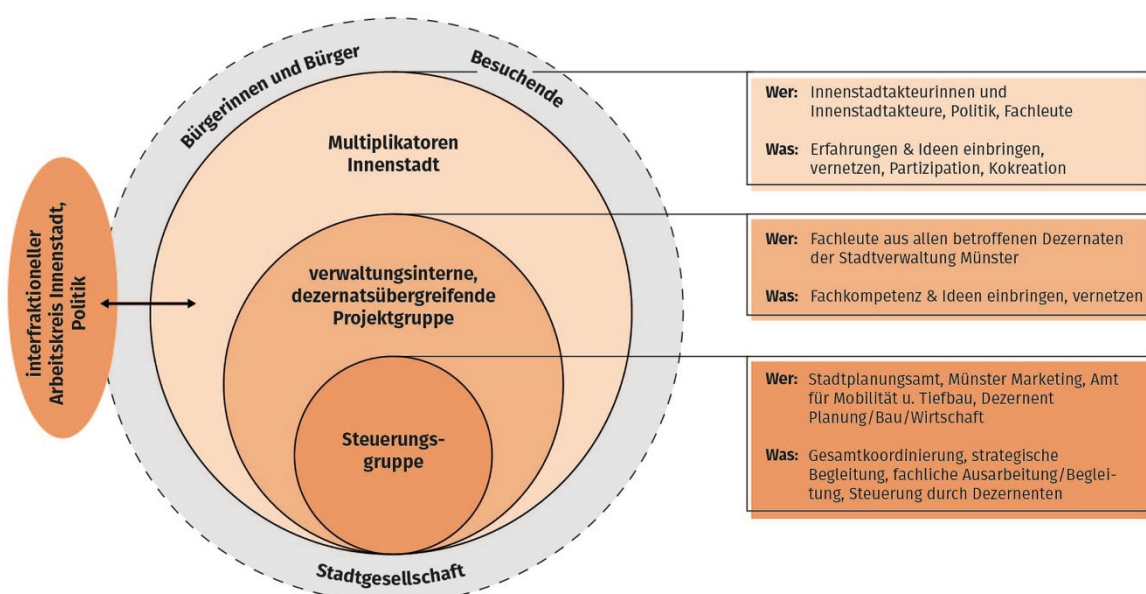 Bürgerinnen und Bürger
Besuchende
Multiplikatoren
Innenstadt
interfraktioneller
Arbeitskreis Innenstadt,
Politik
verwaltungsinterne,
dezernatsübergreifende
Projektgruppe
Steuerungs-
gruppe
Stadtgesellschaft
Wer: Innenstadtakteurinnen und
Innenstadtakteure, Politik, Fachleute
Was: Erfahrungen & Ideen einbringen,
vernetzen, Partizipation, Kokreation
Wer: Fachleute aus allen betroffenen Dezernaten
der Stadtverwaltung Münster
Was: Fachkompetenz & Ideen einbringen, vernetzen
Wer: Stadtplanungsamt, Münster Marketing, Amt
für Mobilität u. Tiefbau, Dezernent
Planung/Bau/Wirtschaft
Was: Gesamtkoordinierung, strategische
Begleitung, fachliche Ausarbeitung/Beglei-
tung, Steuerung durch Dezernenten